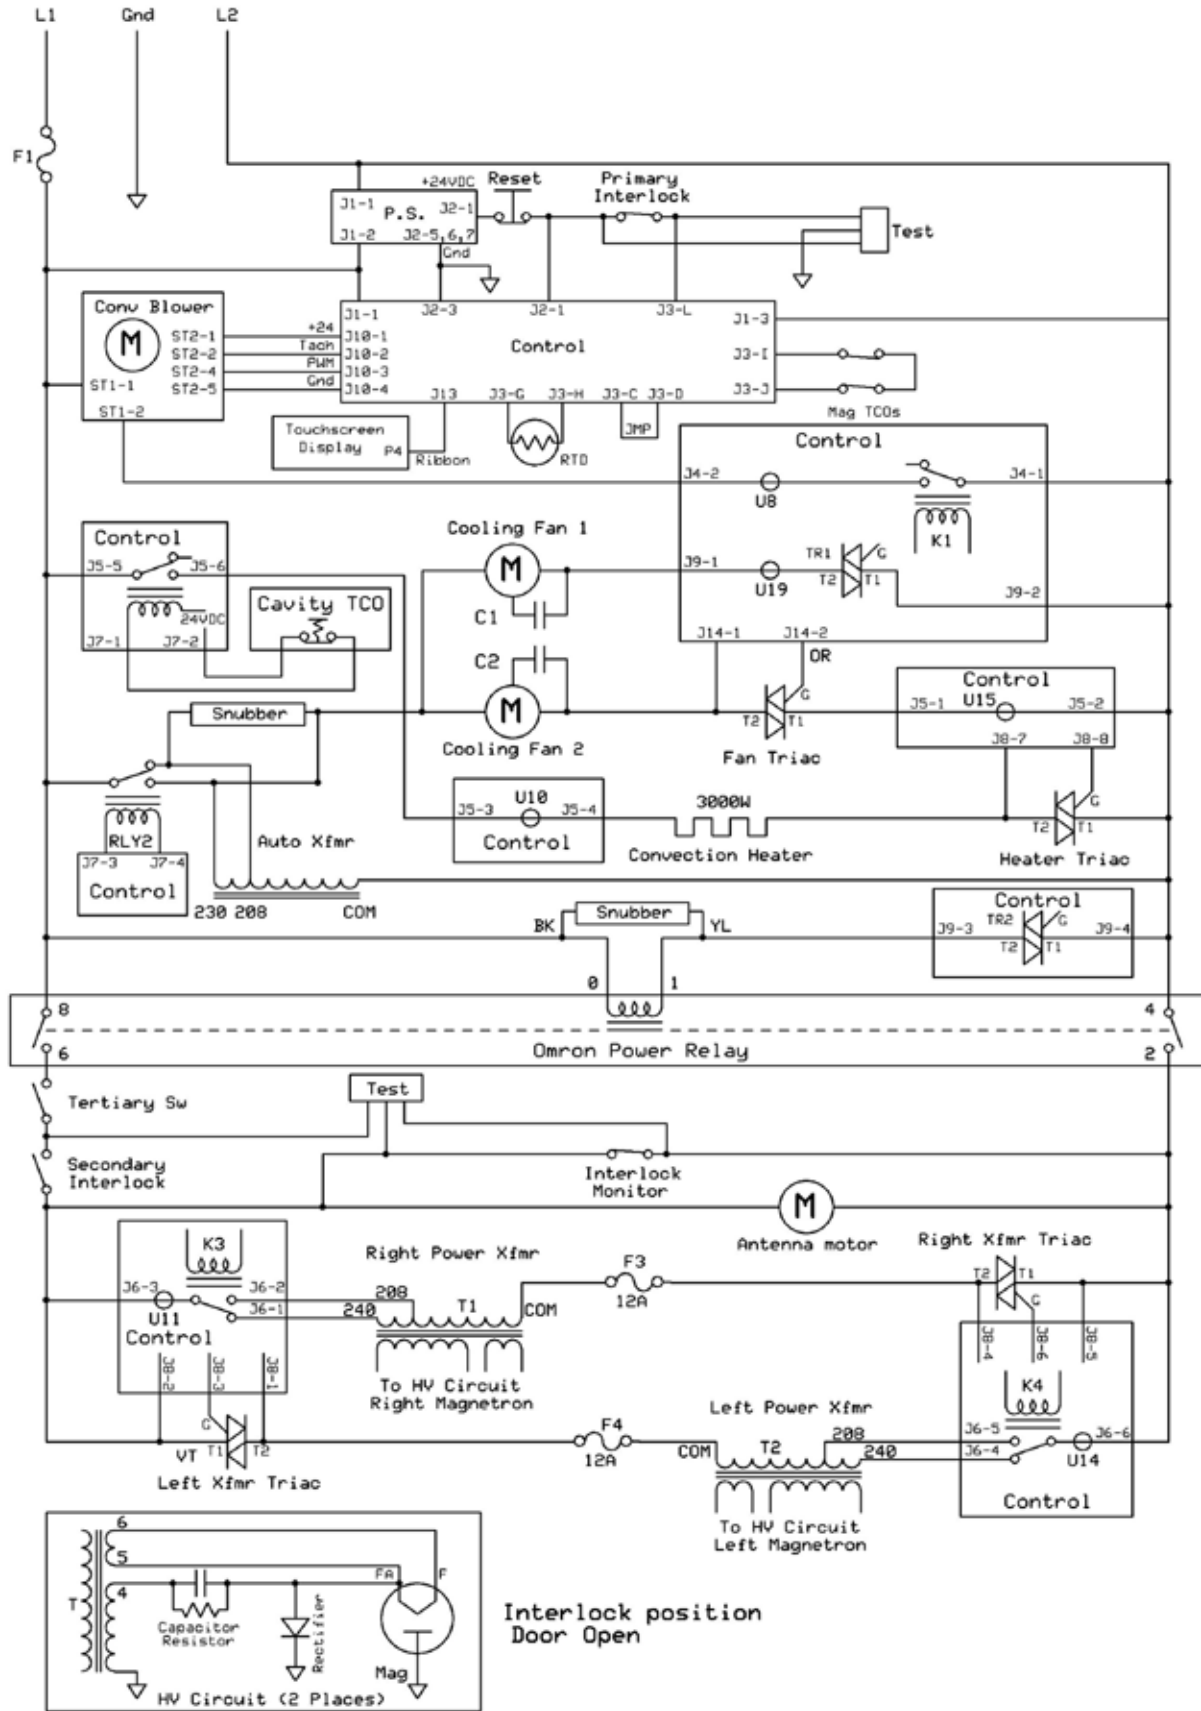 L1 Gnd L2
F1
+24VDC Reset Primary
Interlock
J1-1 P.S. J2-1
J1-2 J2-5,6,7
Gnd
Test
Conv Blower
M
ST2-1 +24 J10-1
ST2-2 Tach J10-2
ST2-4 PWM J10-3
ST2-5 Gnd J10-4
ST1-1
ST1-2
J1-1 J2-3 J2-1 J3-L J1-3
Control
J3-I
J3-J
J13 J3-G J3-H J3-C J3-D
Mag TCOs
JMP
Touchscreen
Display P4
Ribbon
RTD
Control
J4-2 U8 J4-1
K1
J9-1 U19 TR1 G
T2 T1
J9-2
J14-1 J14-2
OR
Control
J5-5 J5-6
24VDC
J7-1 J7-2
Cavity TCO
Cooling Fan 1
M
C1
C2
M
Cooling Fan 2
Snubber
G
T2 T1
Fan Triac
Control
J5-1 U15 J5-2
J8-7 J8-8
RLY2
J7-3 J7-4
Control
Auto Xfmr
230 208 COM
J5-3 U10 J5-4
Control
3000W
Convection Heater
G
T2 T1
Heater Triac
BK Snubber YL
Control
J9-3 TR2 G J9-4
T2 T1
0 1
8 4
6 Omron Power Relay 2
Tertiary Sw
Test
Secondary
Interlock
Interlock
Monitor
M
Antenna motor
K3
J6-3 J6-2
U11 J6-1
Control
J8-2 J8-3 J8-1
Right Power Xfmr
208
240 T1 COM
To HV Circuit
Right Magnetron
F3
12A
Right Xfmr Triac
T2 T1
G
J8-4 J8-6 J8-5
K4
J6-5 J6-6
J6-4 U14
Control
G
VT T1 T2
Left Xfmr Triac
F4
12A
Left Power Xfmr
COM T2 208
240
To HV Circuit
Left Magnetron
6
5
4
T
FA F
Capacitor
Resistor
Rectifier
Mag
HV Circuit (2 Places)
Interlock position
Door Open